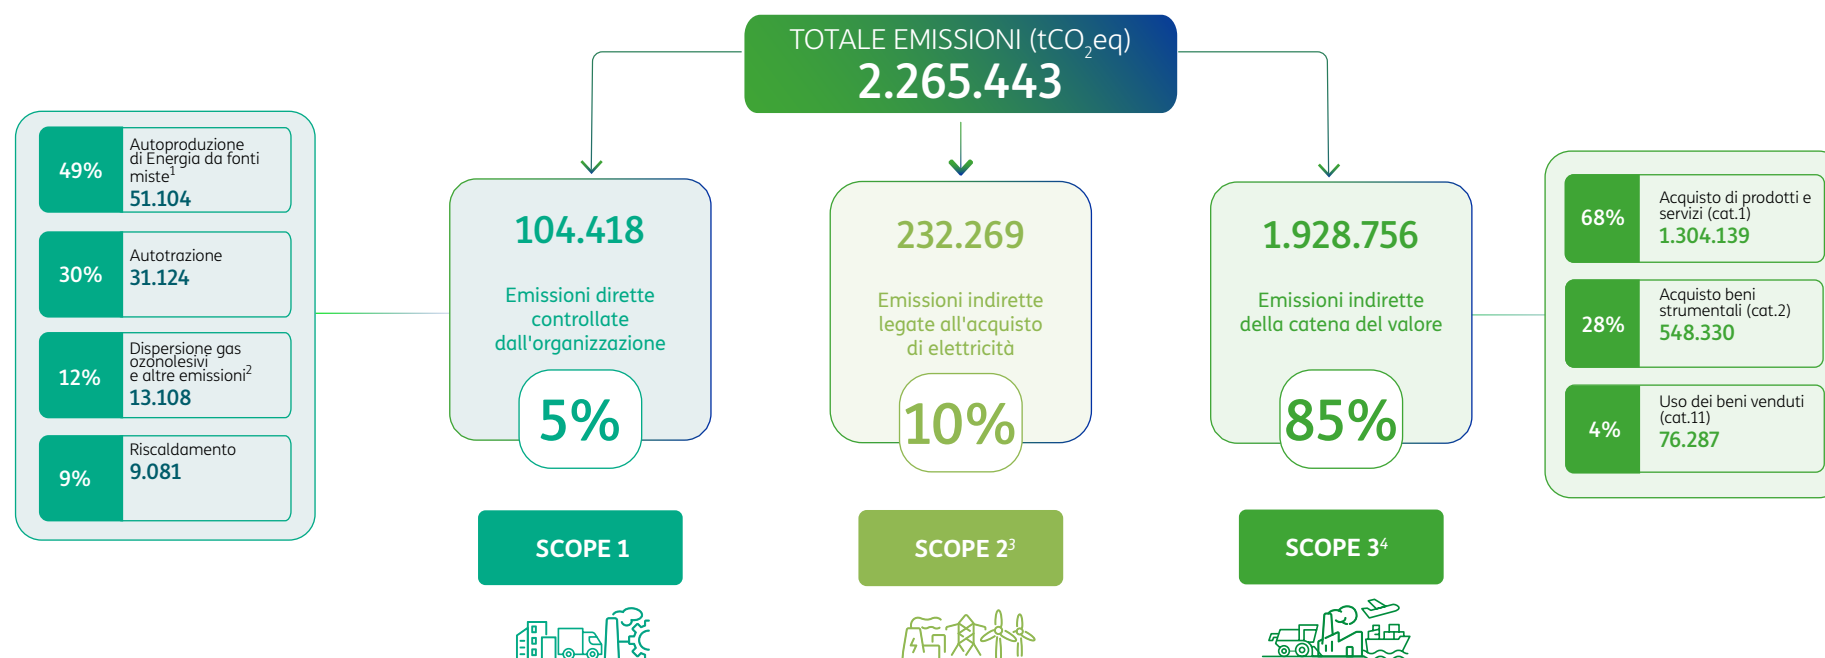 TOTALE EMISSIONI (tCO₂eq)
2.265.443
49%
Autoproduzione
di Energia da fonti
miste¹
51.104
30%
Autotrazione
31.124
12%
Dispersione gas
ozonolesivi
e altre emissioni²
13.108
9%
Riscaldamento
9.081
104.418
Emissioni dirette
controllate
dall'organizzazione
5%
SCOPE 1
232.269
Emissioni indirette
legate all'acquisto
di elettricità
10%
SCOPE 2³
1.928.756
Emissioni indirette
della catena del valore
85%
SCOPE 3⁴
68%
Acquisto di prodotti e
servizi (cat.1)
1.304.139
28%
Acquisto beni
strumentali (cat.2)
548.330
4%
Uso dei beni venduti
(cat.11)
76.287